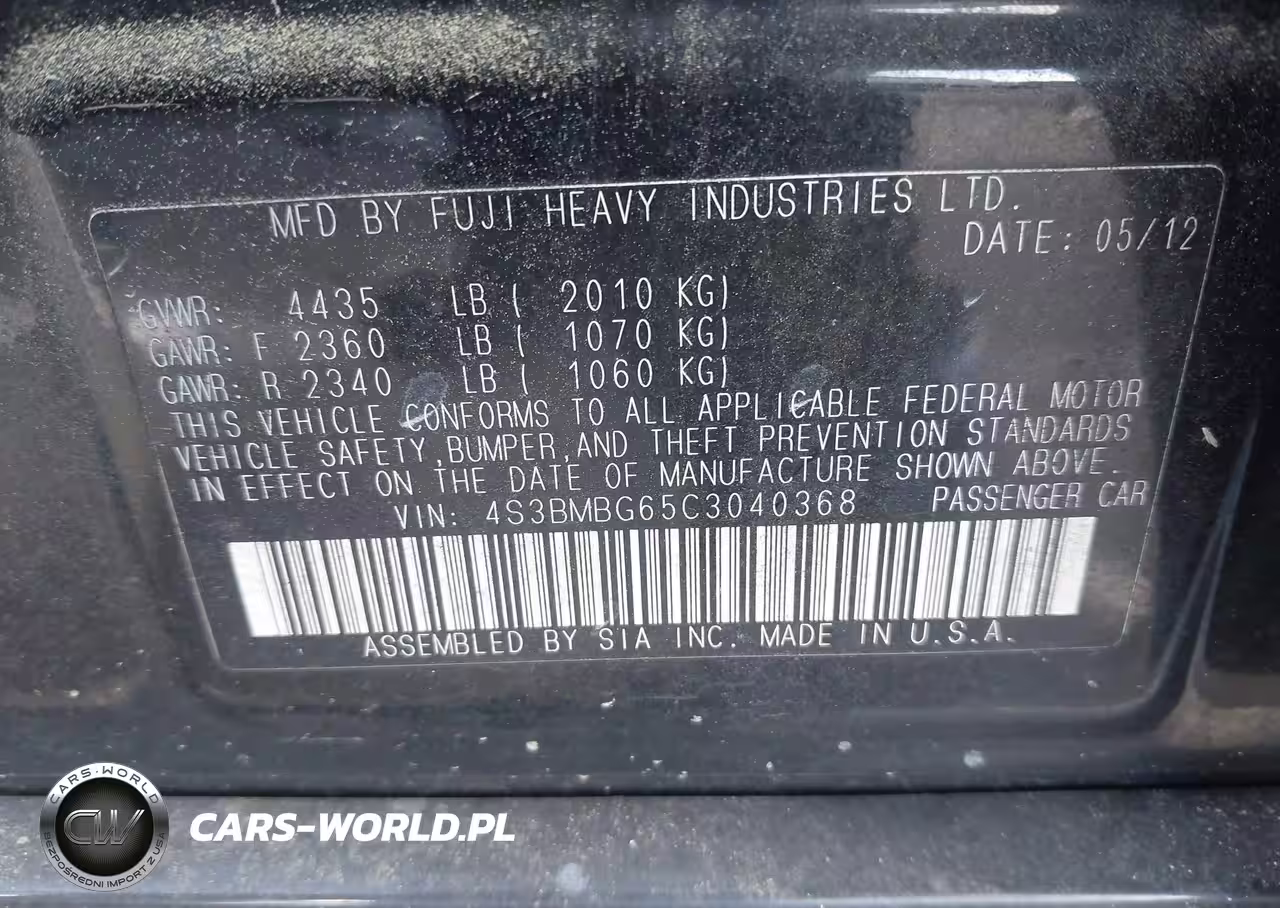 MFD BY FUJI HEAVY INDUSTRIES LTD.
DATE: 05/12
GVWR: 4435 LB ( 2010 KG)
GAWR: F 2360 LB ( 1070 KG)
GAWR: R 2340 LB ( 1060 KG)
THIS VEHICLE CONFORMS TO ALL APPLICABLE FEDERAL MOTOR
VEHICLE SAFETY, BUMPER, AND THEFT PREVENTION STANDARDS
IN EFFECT ON THE DATE OF MANUFACTURE SHOWN ABOVE.
VIN: 4S3BMBG65C3040368 PASSENGER CAR
ASSEMBLED BY SIA INC. MADE IN U.S.A.
CARS-WORLD
CW
BEZPOŚREDNI IMPORT Z USA
CARS-WORLD.PL